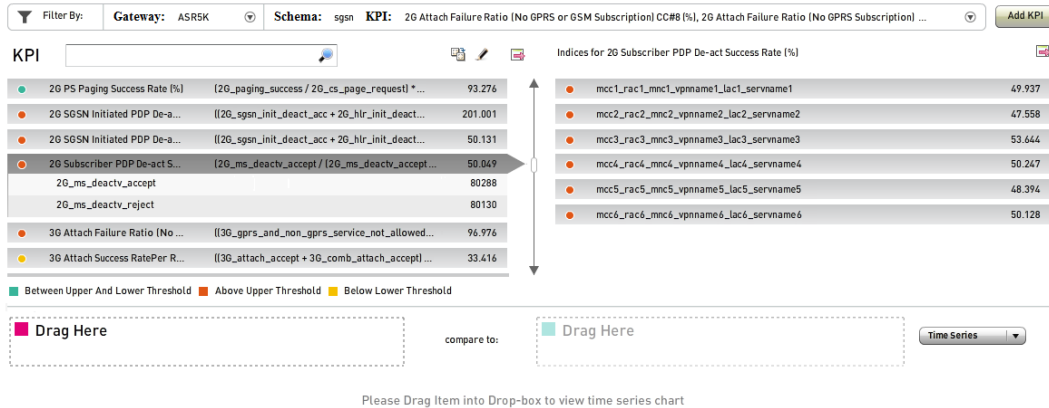 Filter By: Gateway: ASR5K Schema: sgsn KPI: 2G Attach Failure Ratio (No GPRS or GSM Subscription) CC#8 (%), 2G Attach Failure Ratio (No GPRS Subscription) ... Add KPI
KPI
Indices for 2G Subscriber PDP De-act Success Rate (%)
2G PS Paging Success Rate (%) (2G_paging_success / 2G_cs_page_request) *... 93.276
2G SGSN Initiated PDP De-a... ((2G_sgsn_init_deact_acc + 2G_hlr_init_deact... 201.001
2G SGSN Initiated PDP De-a... ((2G_sgsn_init_deact_acc + 2G_hlr_init_deact... 50.131
2G Subscriber PDP De-act S... (2G_ms_deactv_accept / (2G_ms_deactv_accept... 50.049
2G_ms_deactv_accept 80288
2G_ms_deactv_reject 80130
3G Attach Failure Ratio (No ... ((3G_gprs_and_non_gprs_service_not_allowed... 96.976
3G Attach Success RatePer R... ((3G_attach_accept + 3G_comb_attach_accept) ... 33.416
mcc1_rac1_mnc1_vpnname1_lac1_servname1 49.937
mcc2_rac2_mnc2_vpnname2_lac2_servname2 47.558
mcc3_rac3_mnc3_vpnname3_lac3_servname3 53.644
mcc4_rac4_mnc4_vpnname4_lac4_servname4 50.247
mcc5_rac5_mnc5_vpnname5_lac5_servname5 48.394
mcc6_rac6_mnc6_vpnname6_lac6_servname6 50.128
Between Upper And Lower Threshold Above Upper Threshold Below Lower Threshold
Drag Here compare to: Drag Here Time Series
Please Drag Item into Drop-box to view time series chart